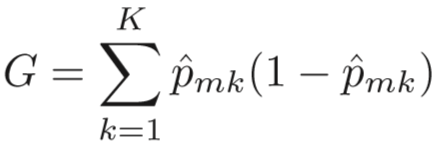 G = \sum_{k=1}^{K} \hat{p}_{mk}(1 - \hat{p}_{mk})